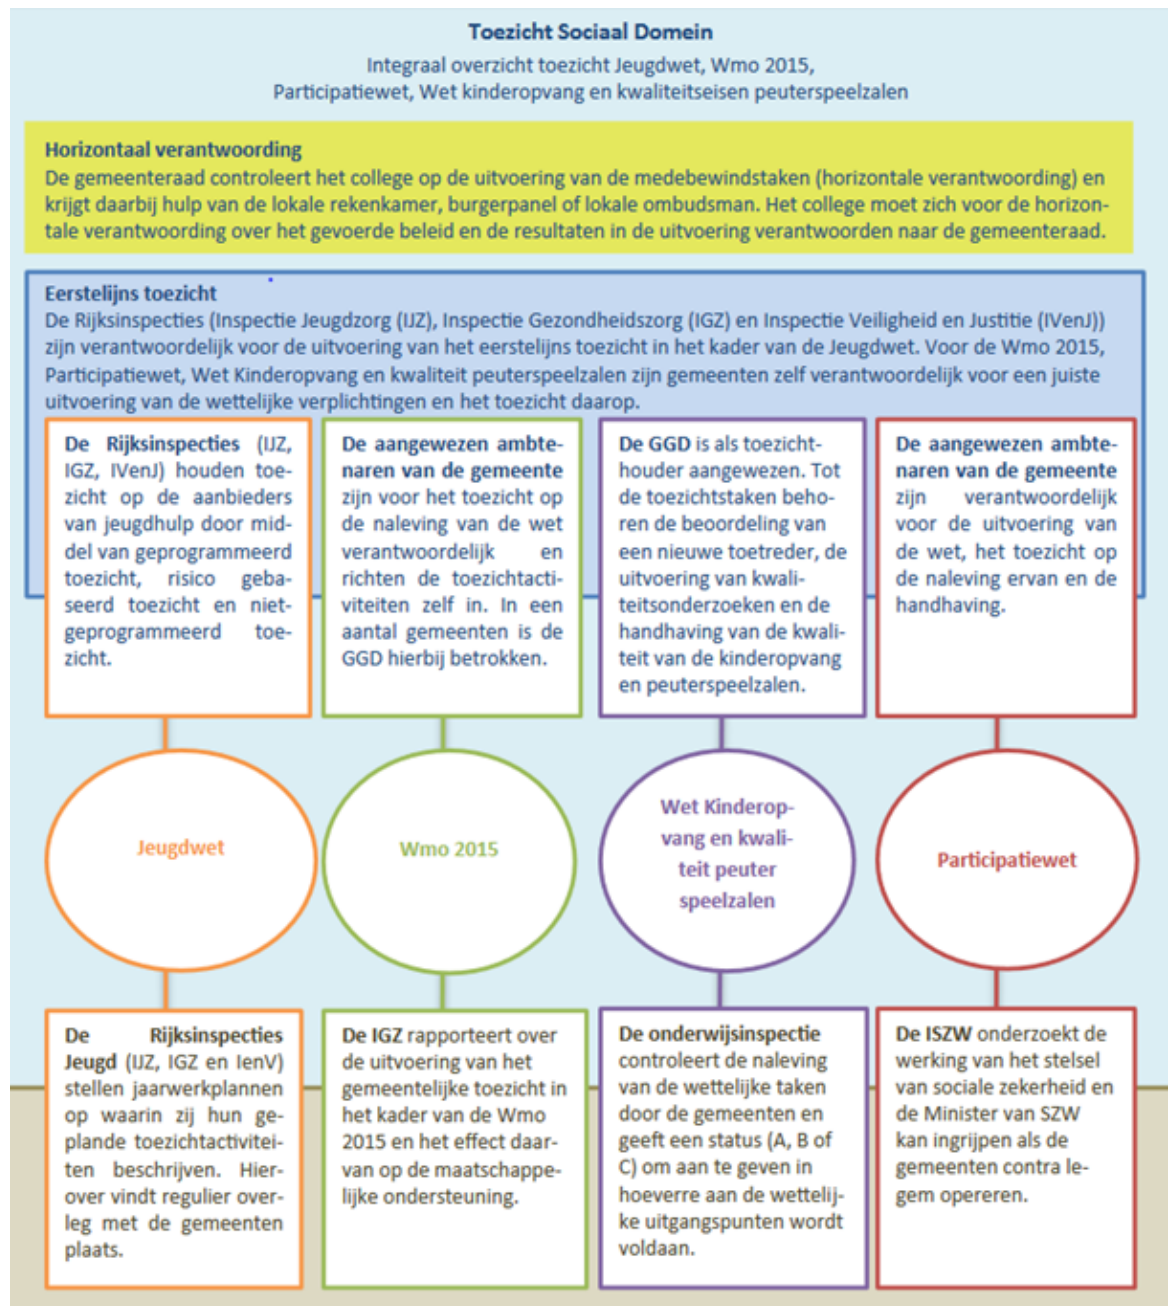 Toezicht Sociaal Domein
Integraal overzicht toezicht Jeugdwet, Wmo 2015,
Participatiewet, Wet kinderopvang en kwaliteitseisen peuterspeelzalen
Horizontaal verantwoording
De gemeenteraad controleert het college op de uitvoering van de medebewindstaken (horizontale verantwoording) en
krijgt daarbij hulp van de lokale rekenkamer, burgerpanel of lokale ombudsman. Het college moet zich voor de horizon-
tale verantwoording over het gevoerde beleid en de resultaten in de uitvoering verantwoorden naar de gemeenteraad.
Eerstelijns toezicht
De Rijksinspecties (Inspectie Jeugdzorg (IJZ), Inspectie Gezondheidszorg (IGZ) en Inspectie Veiligheid en Justitie (IVenJ))
zijn verantwoordelijk voor de uitvoering van het eerstelijns toezicht in het kader van de Jeugdwet. Voor de Wmo 2015,
Participatiewet, Wet Kinderopvang en kwaliteit peuterspeelzalen zijn gemeenten zelf verantwoordelijk voor een juiste
uitvoering van de wettelijke verplichtingen en het toezicht daarop.
De Rijksinspecties (IJZ,
IGZ, IVenJ) houden toe-
zicht op de aanbieders
van jeugdhulp door mid-
del van geprogrammeerd
toezicht, risico geba-
seerd toezicht en niet-
geprogrammeerd toe-
zicht.
De aangewezen ambte-
naren van de gemeente
zijn voor het toezicht op
de naleving van de wet
verantwoordelijk en
richten de toezichtacti-
viteiten zelf in. In een
aantal gemeenten is de
GGD hierbij betrokken.
De GGD is als toezicht-
houder aangewezen. Tot
de toezichtstaken beho-
ren de beoordeling van
een nieuwe toetreder, de
uitvoering van kwali-
teitsonderzoeken en de
handhaving van de kwali-
teit van de kinderopvang
en peuterspeelzalen.
De aangewezen ambte-
naren van de gemeente
zijn verantwoordelijk
voor de uitvoering van
de wet, het toezicht op
de naleving ervan en de
handhaving.
Jeugdwet
Wmo 2015
Wet Kinderop-
vang en kwali-
teit peuter
speelzalen
Participatiewet
De Rijksinspecties
Jeugd (IJZ, IGZ en IenV)
stellen jaarwerkplannen
op waarin zij hun ge-
plande toezichtactivitei-
ten beschrijven. Hier-
over vindt regulier over-
leg met de gemeenten
plaats.
De IGZ rapporteert over
de uitvoering van het
gemeentelijke toezicht in
het kader van de Wmo
2015 en het effect daar-
van op de maatschappe-
lijke ondersteuning.
De onderwijsinspectie
controleert de naleving
van de wettelijke taken
door de gemeenten en
geeft een status (A, B of
C) om aan te geven in
hoeverre aan de wettelij-
ke uitgangspunten wordt
voldaan.
De ISZW onderzoekt de
werking van het stelsel
van sociale zekerheid en
de Minister van SZW
kan ingrijpen als de
gemeenten contra le-
gem opereren.